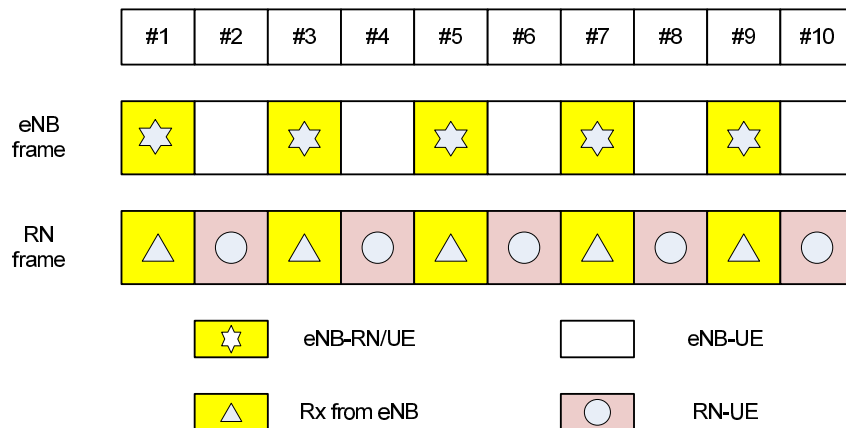 #1 #2 #3 #4 #5 #6 #7 #8 #9 #10
eNB
frame
RN
frame
eNB-RN/UE
eNB-UE
Rx from eNB
RN-UE